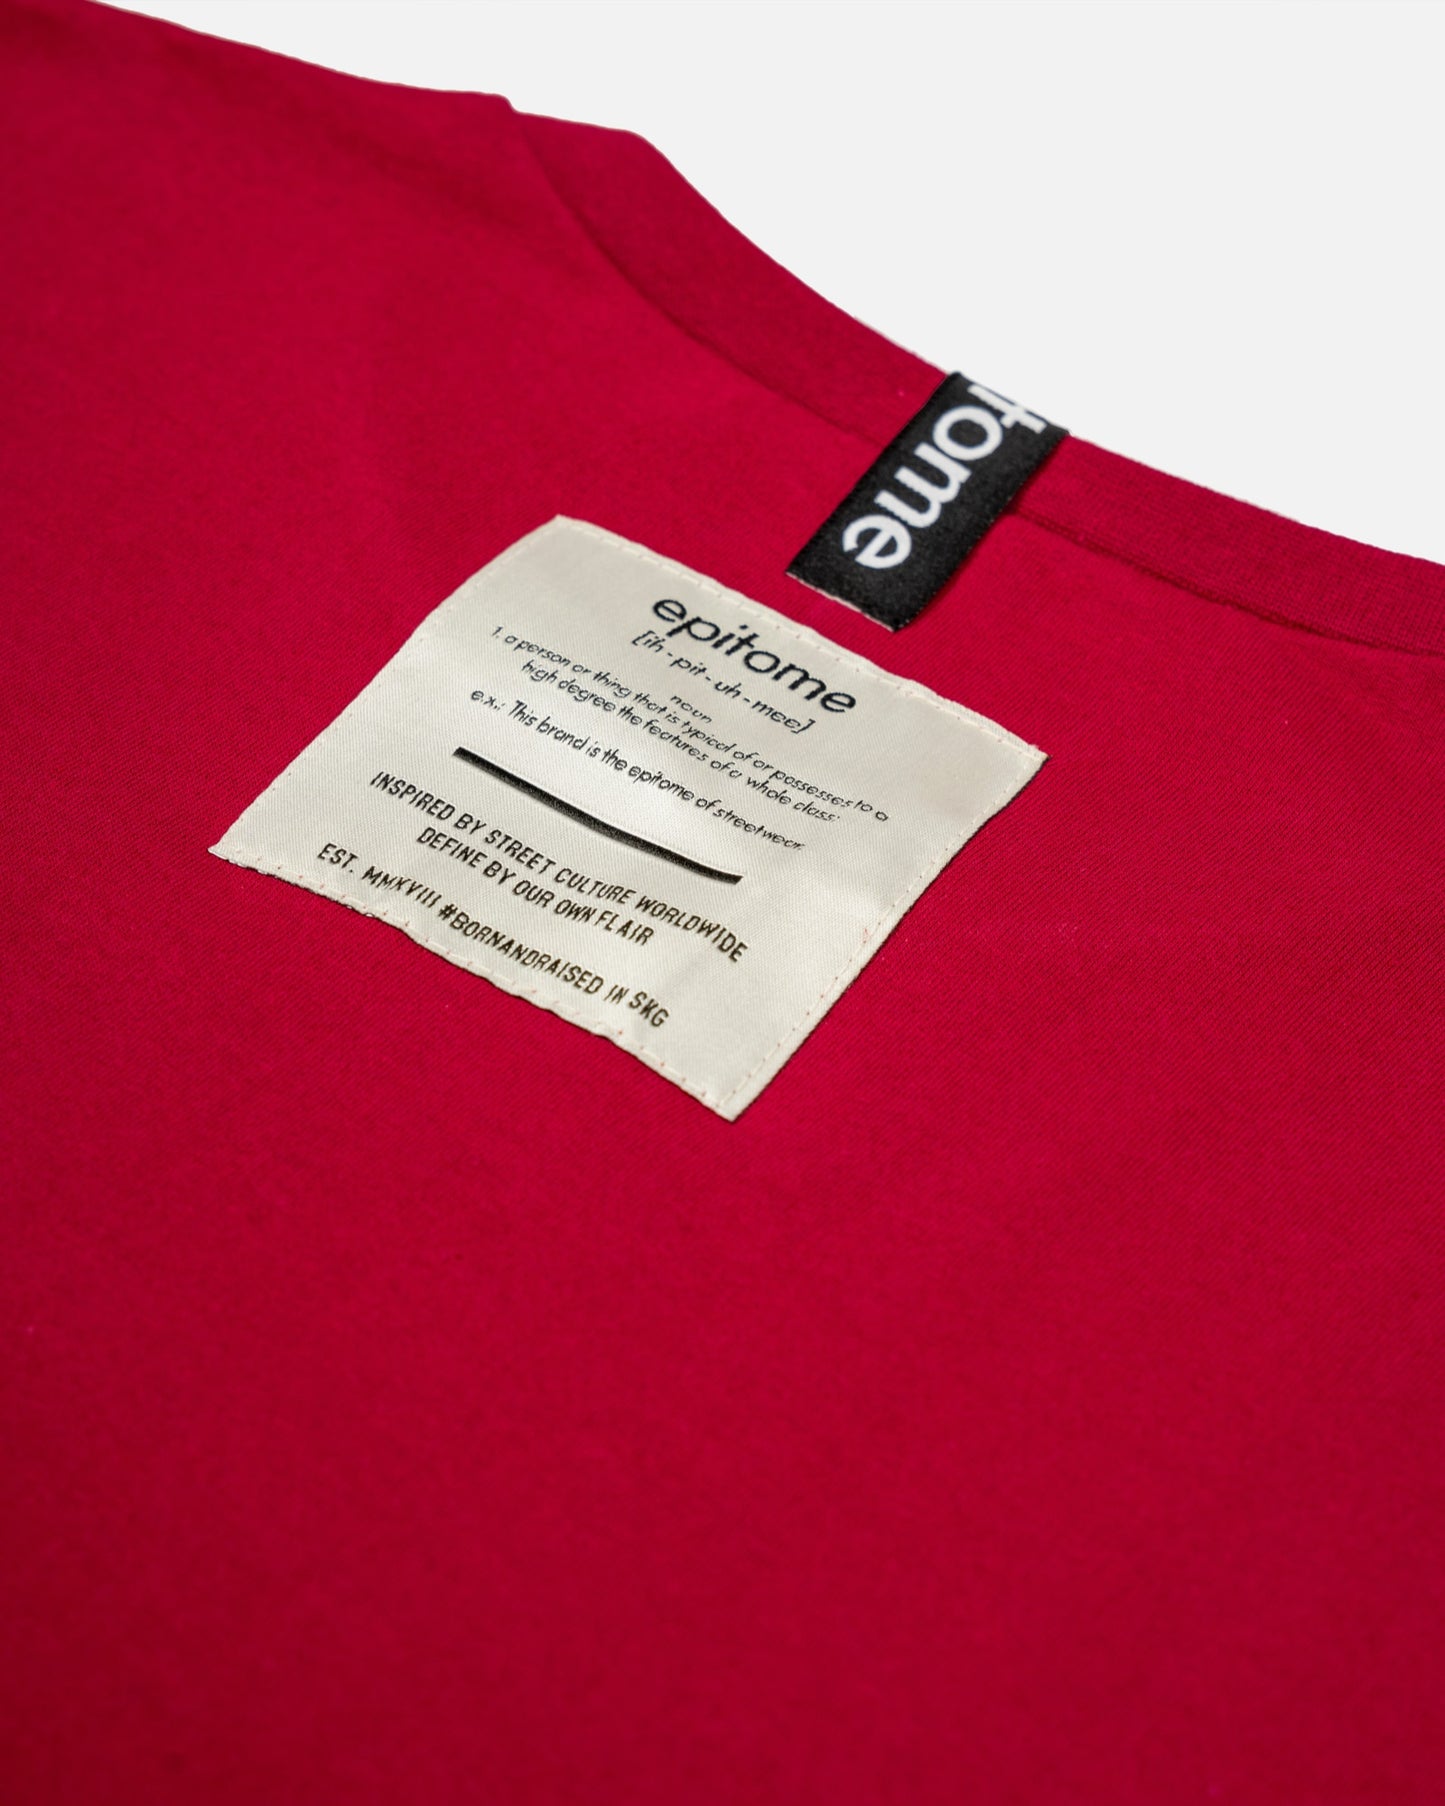 tome
epitome
[ih - pit - uh - mee]
noun
1. a person or thing that is typical of or possesses to a
high degree the features of a whole class:
e.x.: This brand is the epitome of streetwear.
INSPIRED BY STREET CULTURE WORLDWIDE
DEFINE BY OUR OWN FLAIR
EST. MMXVIII #BORNANDRAISED IN SKG